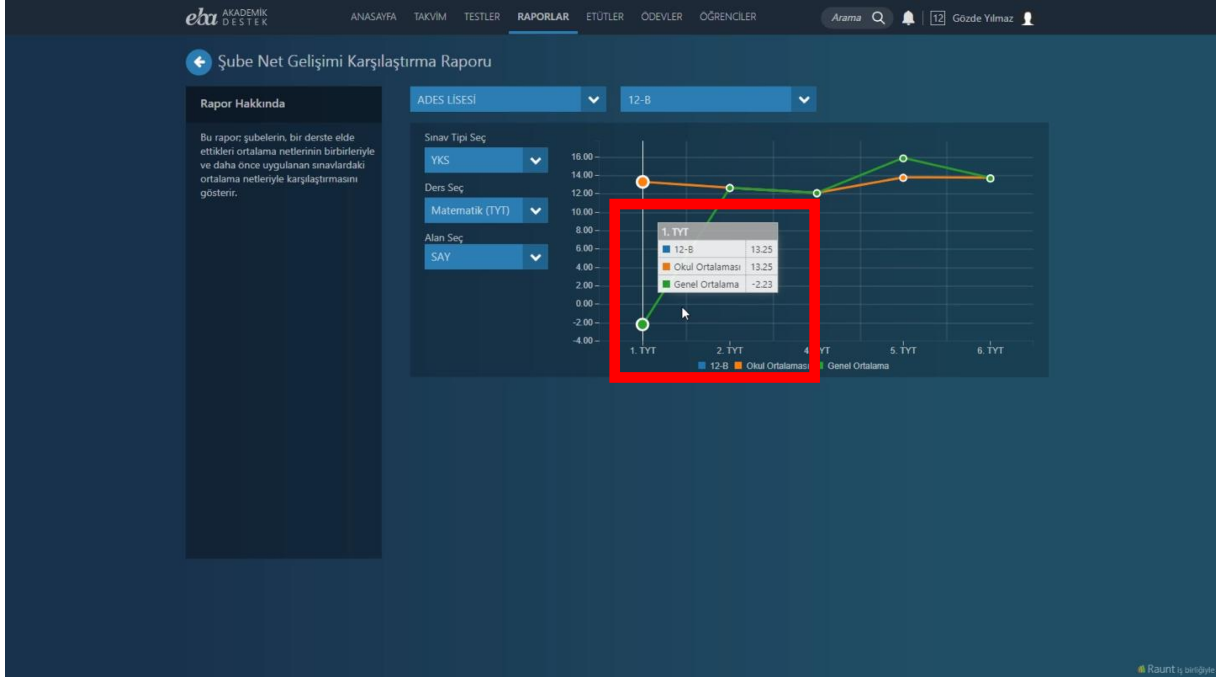 eba AKADEMİK DESTEK
ANASAYFA TAKVİM TESTLER RAPORLAR ETÜTLER ÖDEVLER ÖĞRENCİLER
Arama
12 Gözde Yılmaz
Şube Net Gelişimi Karşılaştırma Raporu
Rapor Hakkında
Bu rapor; şubelerin, bir derste elde
ettikleri ortalama netlerinin birbirleriyle
ve daha önce uygulanan sınavlardaki
ortalama netleriyle karşılaştırmasını
gösterir.
ADES LİSESİ
12-B
Sınav Tipi Seç
YKS
Ders Seç
Matematik (TYT)
Alan Seç
SAY
16.00
14.00
12.00
10.00
8.00
6.00
4.00
2.00
0.00
-2.00
-4.00
1. TYT
12-B 13.25
Okul Ortalaması 13.25
Genel Ortalama -2.23
1. TYT 2. TYT 4. TYT 5. TYT 6. TYT
12-B Okul Ortalaması Genel Ortalama
Raunt iş birliğiyle